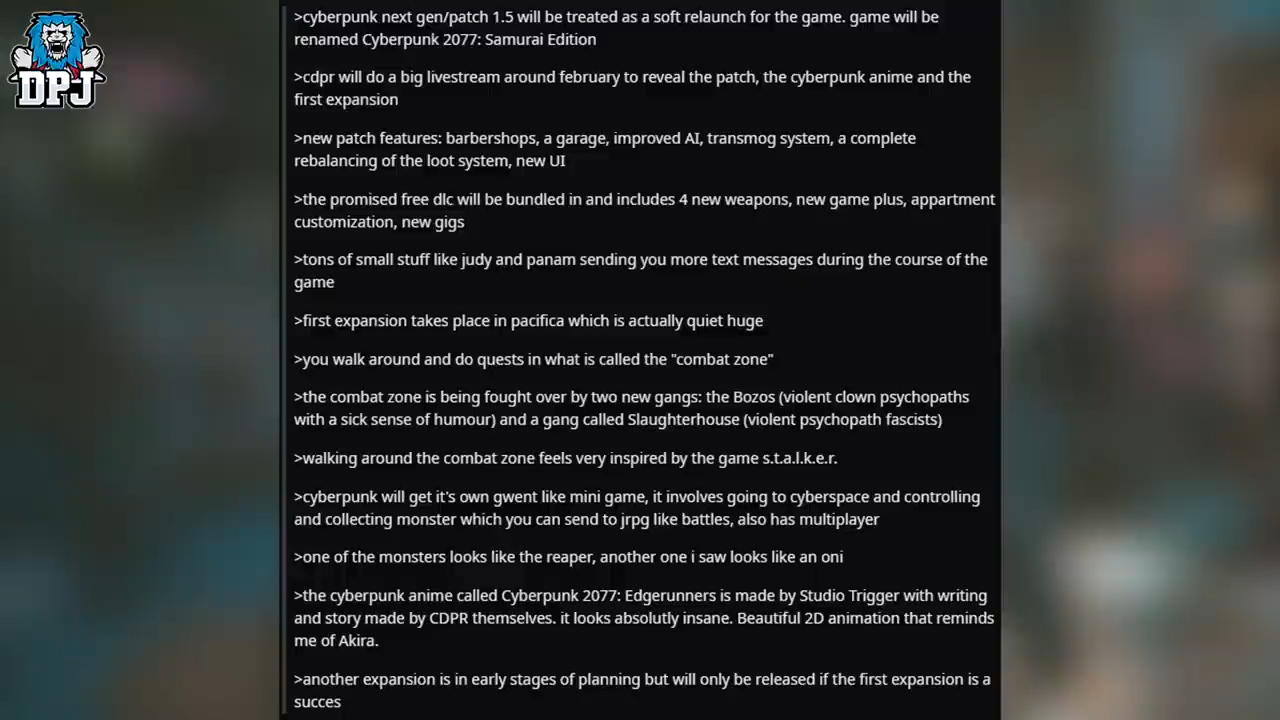 DPJ
>cyberpunk next gen/patch 1.5 will be treated as a soft relaunch for the game. game will be
renamed Cyberpunk 2077: Samurai Edition
>cdpr will do a big livestream around february to reveal the patch, the cyberpunk anime and the
first expansion
>new patch features: barbershops, a garage, improved AI, transmog system, a complete
rebalancing of the loot system, new UI
>the promised free dlc will be bundled in and includes 4 new weapons, new game plus, appartment
customization, new gigs
>tons of small stuff like judy and panam sending you more text messages during the course of the
game
>first expansion takes place in pacifica which is actually quiet huge
>you walk around and do quests in what is called the "combat zone"
>the combat zone is being fought over by two new gangs: the Bozos (violent clown psychopaths
with a sick sense of humour) and a gang called Slaughterhouse (violent psychopath fascists)
>walking around the combat zone feels very inspired by the game s.t.a.l.k.e.r.
>cyberpunk will get it's own gwent like mini game, it involves going to cyberspace and controlling
and collecting monster which you can send to jrpg like battles, also has multiplayer
>one of the monsters looks like the reaper, another one i saw looks like an oni
>the cyberpunk anime called Cyberpunk 2077: Edgerunners is made by Studio Trigger with writing
and story made by CDPR themselves. it looks absolutly insane. Beautiful 2D animation that reminds
me of Akira.
>another expansion is in early stages of planning but will only be released if the first expansion is a
succes